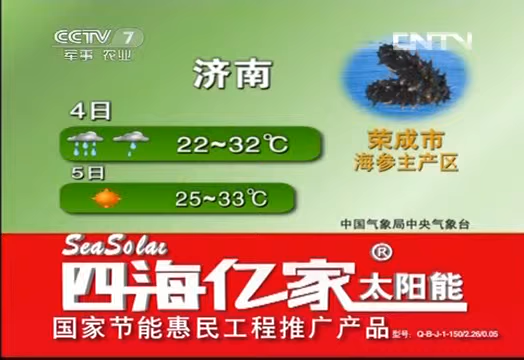 CCTV 7
军事 农业
CNTV
济南
4日
22~32℃
5日
25~33℃
荣成市
海参主产区
中国气象局中央气象台
SeaSolar
四海亿家®太阳能
国家节能惠民工程推广产品 型号：Q-B-J-1-150/2.26/0.05